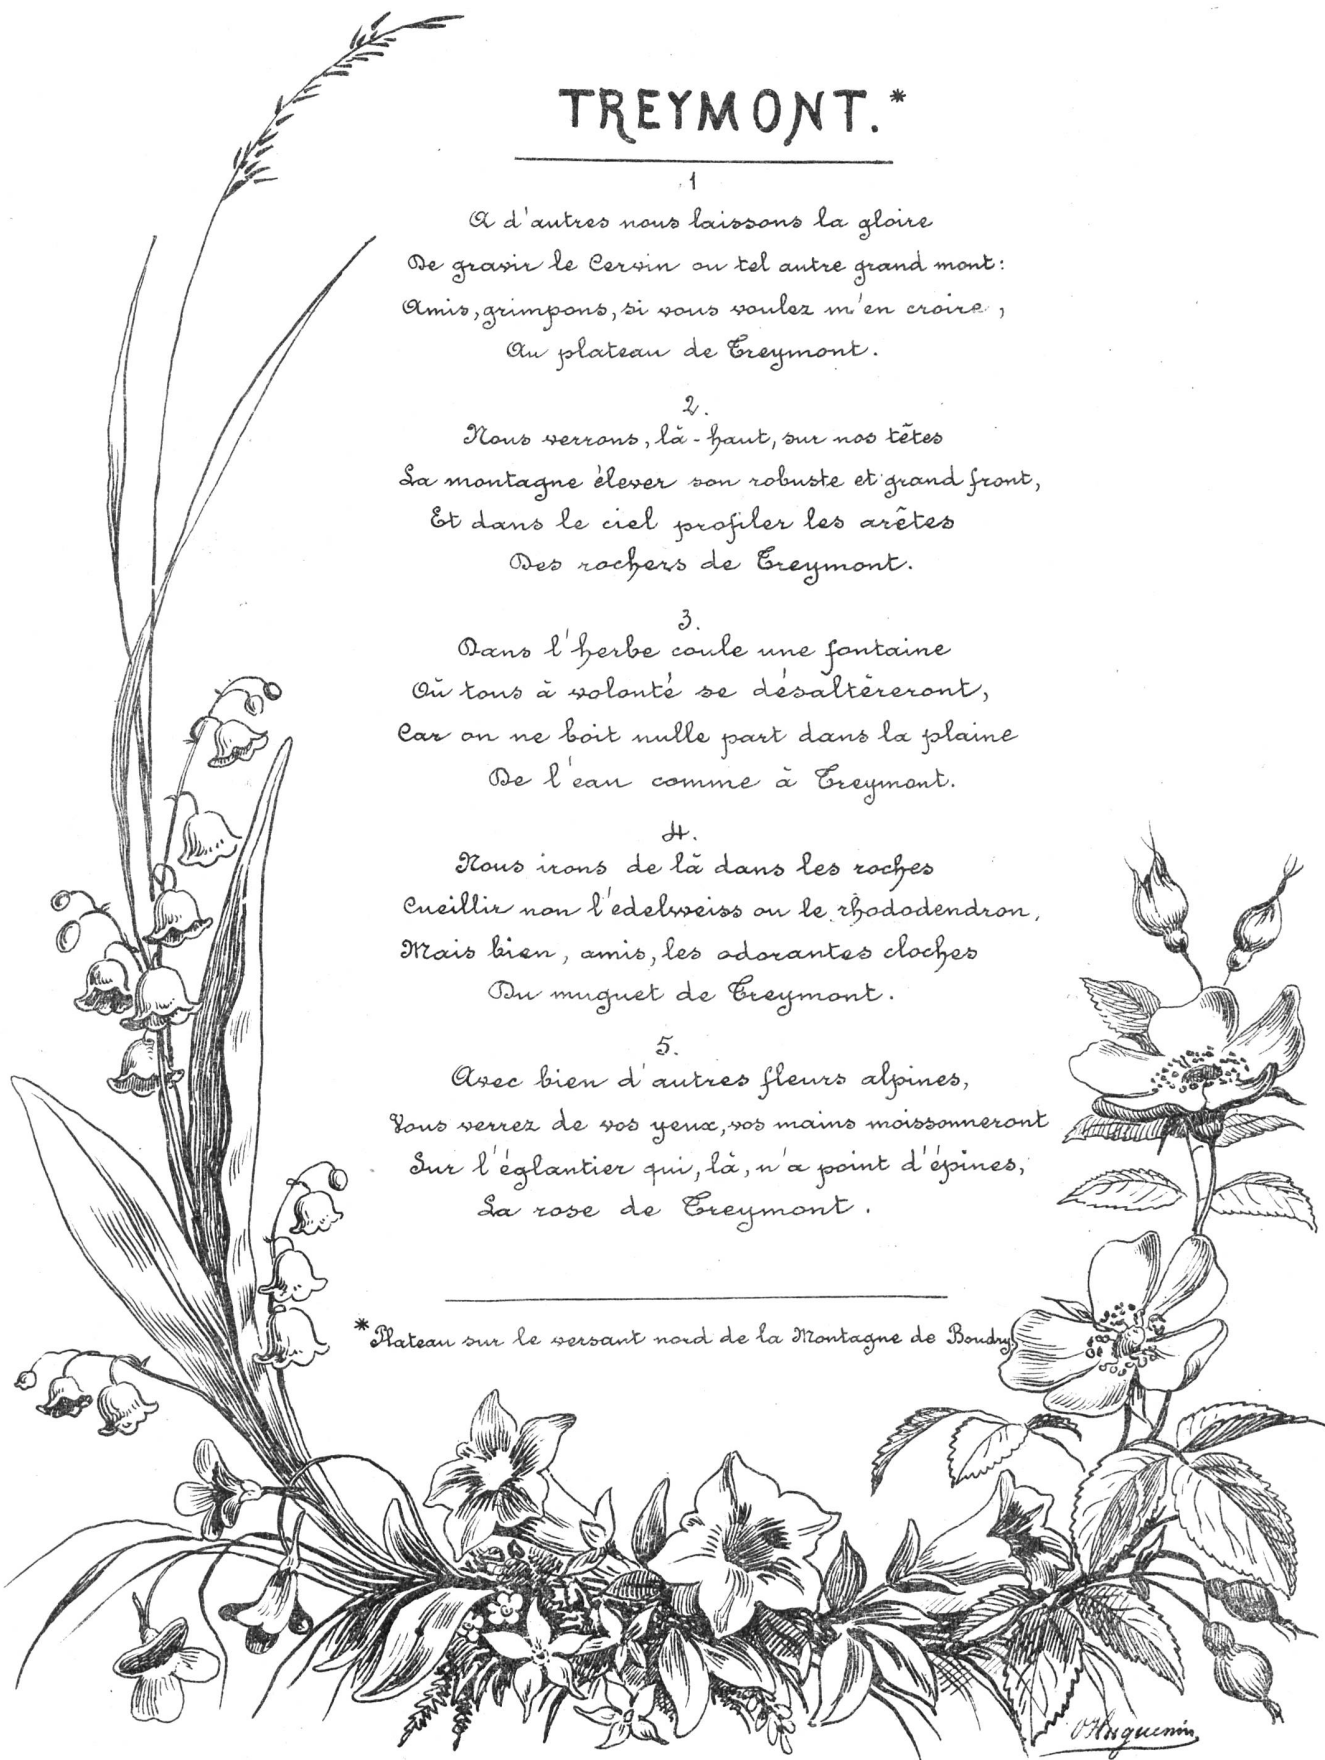 TREYMONT.*
1
A d'autres nous laissons la gloire
De gravir le Cervin ou tel autre grand mont:
Amis, grimpons, si vous voulez m'en croire,
Au plateau de Treymont.
2.
Nous verrons, là-haut, sur nos têtes
La montagne élever son robuste et grand front,
Et dans le ciel profiler les arêtes
Des rochers de Treymont.
3.
Dans l'herbe coule une fontaine
Où tous à volonté se désaltèreront,
Car on ne boit nulle part dans la plaine
De l'eau comme à Treymont.
4.
Nous irons de là dans les roches
Cueillir non l'edelweiss ou le rhododendron,
Mais bien, amis, les odorantes cloches
Du muguet de Treymont.
5.
Avec bien d'autres fleurs alpines,
Vous verrez de vos yeux, vos mains moissonneront
Sur l'églantier qui, là, n'a point d'épines,
La rose de Treymont.
*Plateau sur le versant nord de la Montagne de Boudry
O Huguenin